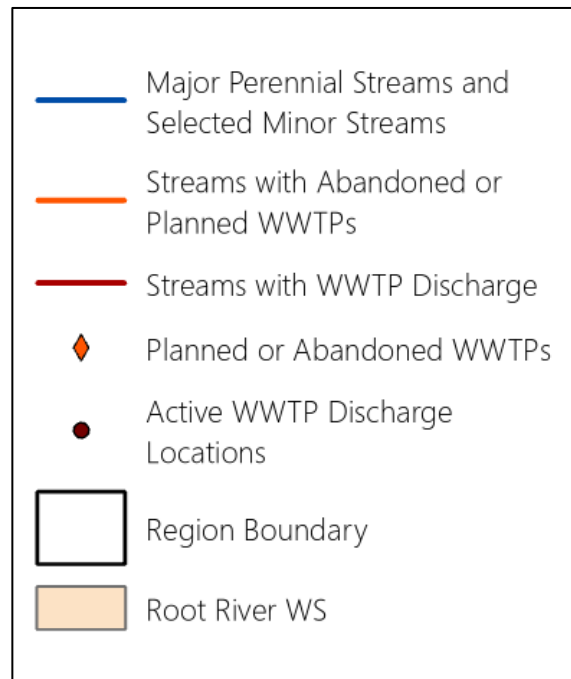 Major Perennial Streams and
Selected Minor Streams
Streams with Abandoned or
Planned WWTPs
Streams with WWTP Discharge
Planned or Abandoned WWTPs
Active WWTP Discharge
Locations
Region Boundary
Root River WS